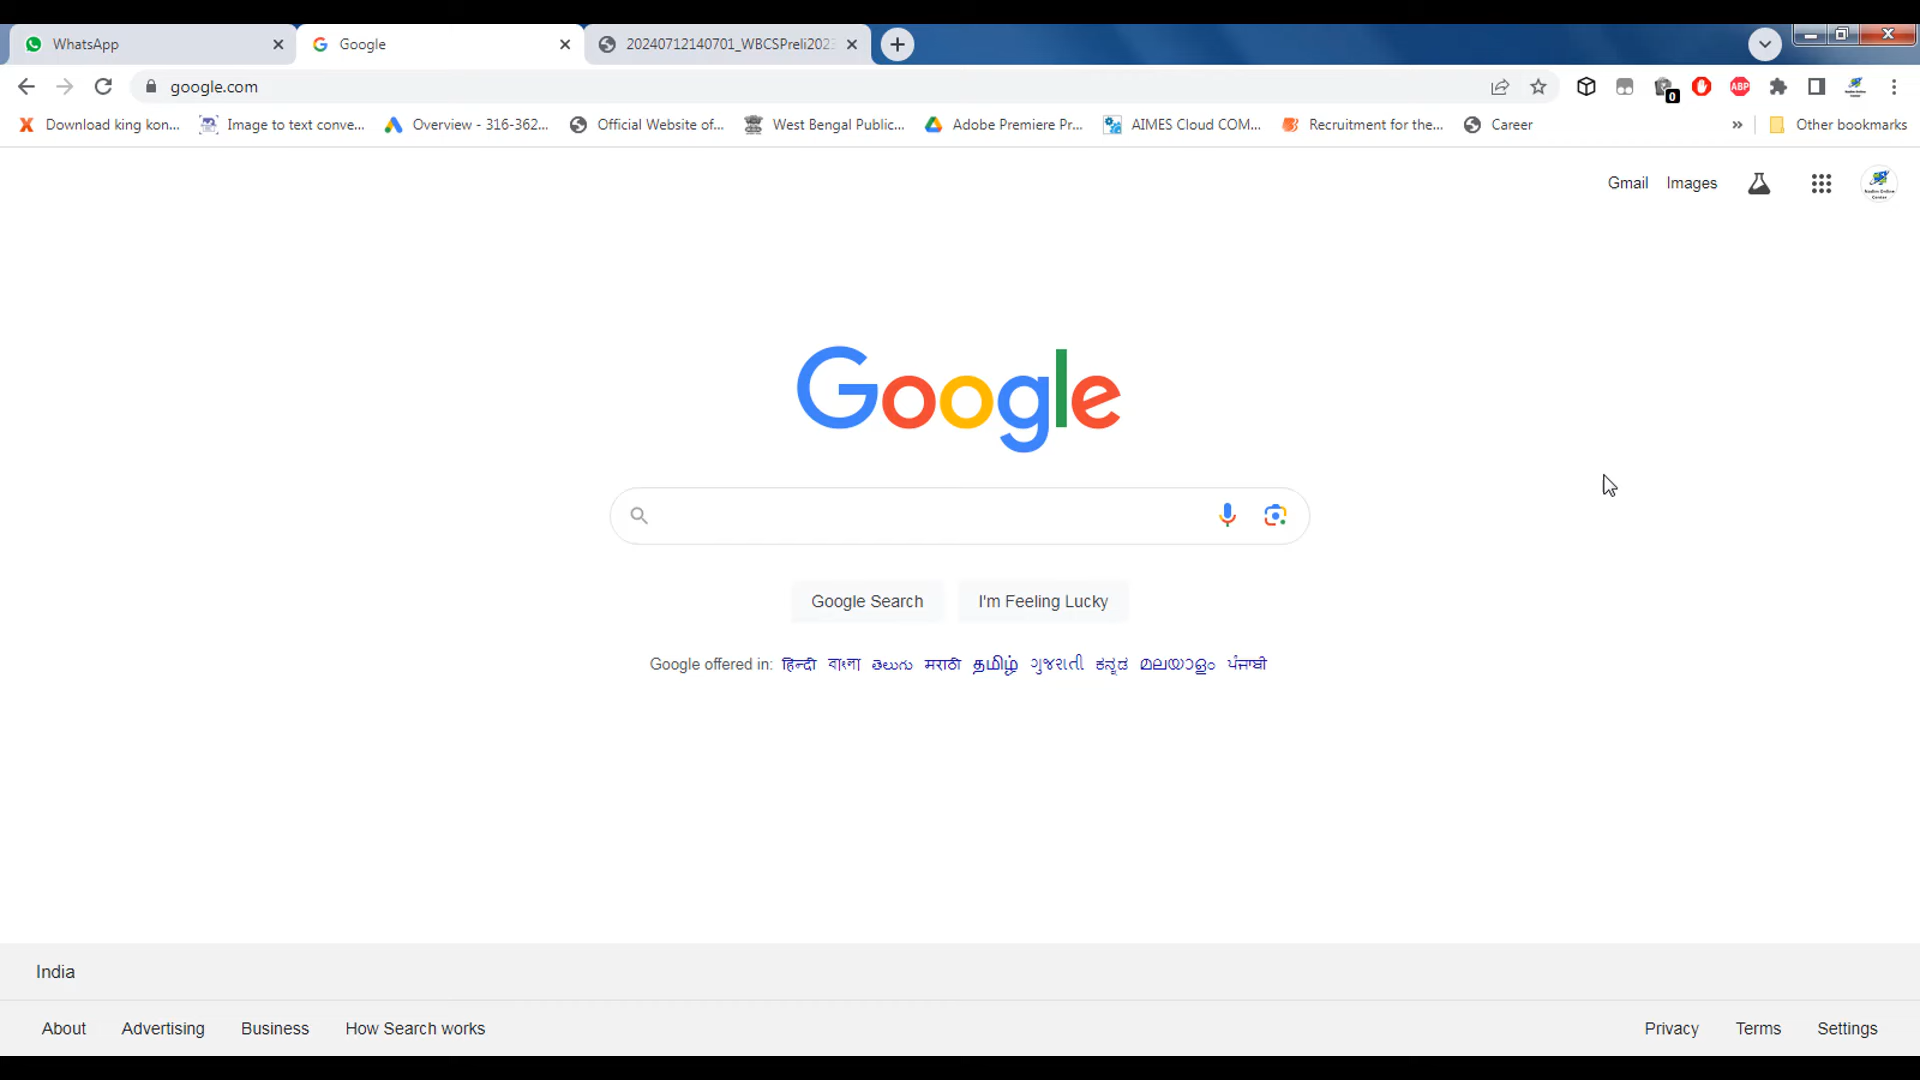 WhatsApp Google 20240712140701_WBCSPreli202
google.com 0 ABP
Download king kon... Image to text conve... Overview - 316-362... Official Website of... West Bengal Public... Adobe Premiere Pr... AIMES Cloud COM... Recruitment for the... Career » Other bookmarks
Gmail Images
Google
Google Search I'm Feeling Lucky
Google offered in: हिन्दी বাংলা తెలుగు मराठी தமிழ் ગુજરાતી ಕನ್ನಡ മലയാളം ਪੰਜਾਬੀ
India
About Advertising Business How Search works Privacy Terms Settings